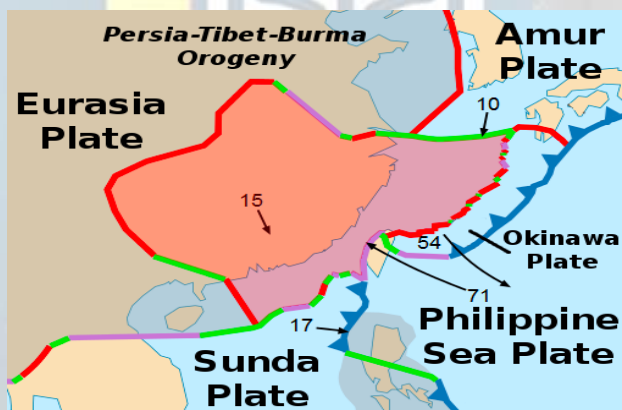 Persia-Tibet-Burma
Orogeny
Amur
Plate
Eurasia
Plate
10
15
54
Okinawa
Plate
71
17
Philippine
Sea Plate
Sunda
Plate